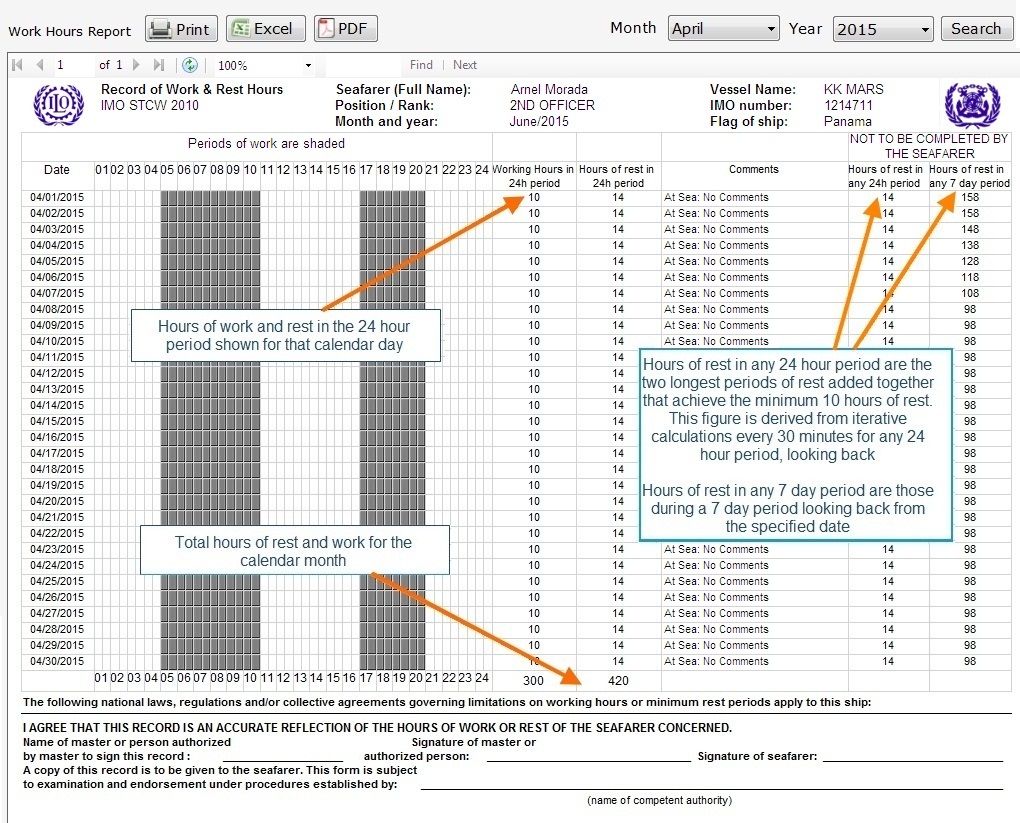 Work Hours Report Print Excel PDF Month April Year 2015 Search
1 of 1 100% Find | Next
Record of Work & Rest Hours Seafarer (Full Name): Arnel Morada Vessel Name: KK MARS
IMO STCW 2010 Position / Rank: 2ND OFFICER IMO number: 1214711
Month and year: June/2015 Flag of ship: Panama
ILO
Periods of work are shaded NOT TO BE COMPLETED BY
THE SEAFARER
Date 01 02 03 04 05 06 07 08 09 10 11 12 13 14 15 16 17 18 19 20 21 22 23 24 Working Hours in Hours of rest in Comments Hours of rest in Hours of rest in
24h period 24h period any 24h period any 7 day period
04/01/2015 10 14 At Sea: No Comments 14 158
04/02/2015 10 14 At Sea: No Comments 14 158
04/03/2015 10 14 At Sea: No Comments 14 148
04/04/2015 10 14 At Sea: No Comments 14 138
04/05/2015 10 14 At Sea: No Comments 14 128
04/06/2015 10 14 At Sea: No Comments 14 118
04/07/2015 10 14 At Sea: No Comments 14 108
04/08/2015 10 14 At Sea: No Comments 14 98
04/09/2015 10 14 At Sea: No Comments 14 98
04/10/2015 10 14 At Sea: No Comments 14 98
04/11/2015 10 14 98
04/12/2015 10 14 98
04/13/2015 10 14 98
04/14/2015 10 14 98
04/15/2015 10 14 98
04/16/2015 10 14 98
04/17/2015 10 14 98
04/18/2015 10 14 98
04/19/2015 10 14 98
04/20/2015 10 14 98
04/21/2015 10 14 98
04/22/2015 10 14 98
04/23/2015 10 14 At Sea: No Comments 14 98
04/24/2015 10 14 At Sea: No Comments 14 98
04/25/2015 10 14 At Sea: No Comments 14 98
04/26/2015 10 14 At Sea: No Comments 14 98
04/27/2015 10 14 At Sea: No Comments 14 98
04/28/2015 10 14 At Sea: No Comments 14 98
04/29/2015 10 14 At Sea: No Comments 14 98
04/30/2015 10 14 At Sea: No Comments 14 98
01 02 03 04 05 06 07 08 09 10 11 12 13 14 15 16 17 18 19 20 21 22 23 24 300 420
Hours of work and rest in the 24 hour
period shown for that calendar day
Hours of rest in any 24 hour period are the
two longest periods of rest added together
that achieve the minimum 10 hours of rest.
This figure is derived from iterative
calculations every 30 minutes for any 24
hour period, looking back
Hours of rest in any 7 day period are those
during a 7 day period looking back from
the specified date
Total hours of rest and work for the
calendar month
The following national laws, regulations and/or collective agreements governing limitations on working hours or minimum rest periods apply to this ship:
I AGREE THAT THIS RECORD IS AN ACCURATE REFLECTION OF THE HOURS OF WORK OR REST OF THE SEAFARER CONCERNED.
Name of master or person authorized Signature of master or
by master to sign this record : authorized person: Signature of seafarer:
A copy of this record is to be given to the seafarer. This form is subject
to examination and endorsement under procedures established by:
(name of competent authority)